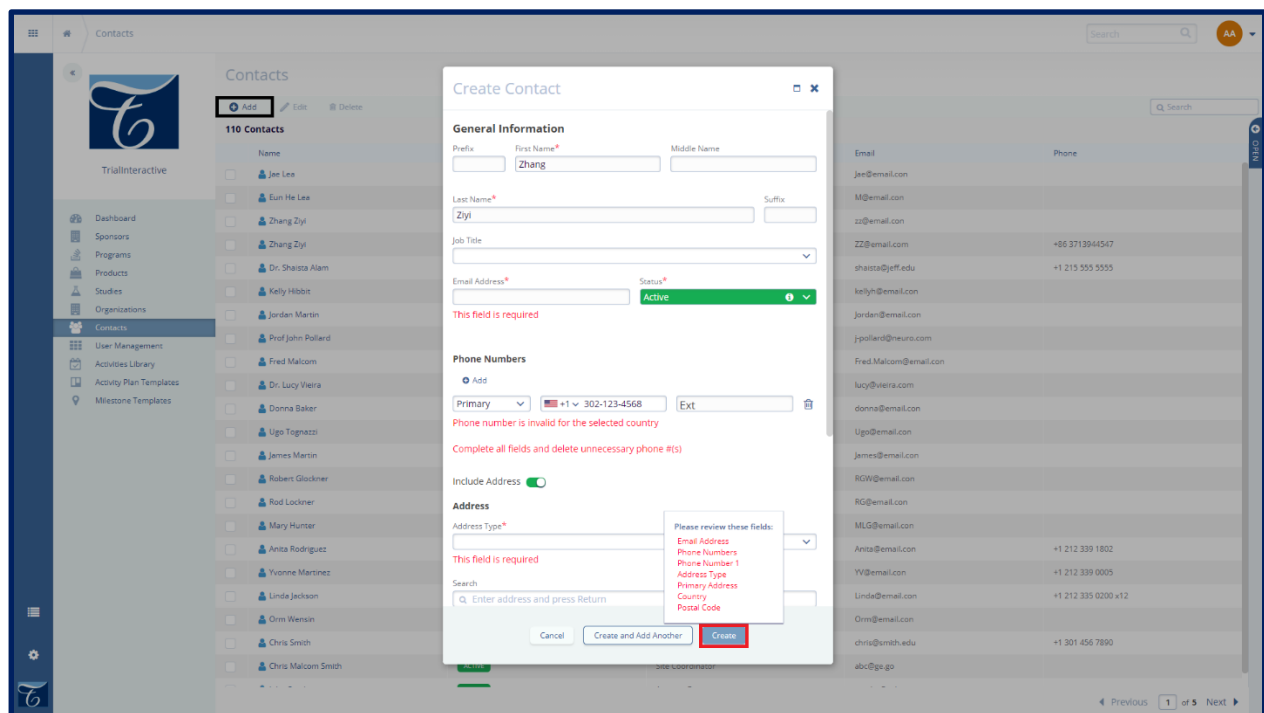 Contacts
Search
AA
TrialInteractive
Dashboard
Sponsors
Programs
Products
Studies
Organizations
Contacts
User Management
Activities Library
Activity Plan Templates
Milestone Templates
Contacts
Add Edit Delete
Search
OPEN
110 Contacts
Name Email Phone
Jae Lee Jae@email.con
Eun He Lea M@email.con
Zhang Ziyi zz@email.con
Zhang Ziyi ZZ@email.com +86 3713944547
Dr. Shaista Alam shaista@jeff.edu +1 215 555 5555
Kelly Hibbit kellyh@email.con
Jordan Martin Jordan@email.con
Prof John Pollard j-pollard@neuro.com
Fred Malcom Fred.Malcom@email.con
Dr. Lucy Vieira lucy@vieira.com
Donna Baker donna@email.con
Ugo Tognazzi Ugo@email.con
James Martin James@email.con
Robert Glockner RGW@email.con
Rod Lockner RG@email.con
Mary Hunter MLG@email.con
Anita Rodriguez Anita@email.con +1 212 339 1802
Yvonne Martinez YV@email.con +1 212 339 0005
Linda Jackson Linda@email.con +1 212 335 0200 x12
Orm Wensin Orm@email.con
Chris Smith chris@smith.edu +1 301 456 7890
Chris Malcom Smith ACTIVE Site Coordinator abc@ge.go
Previous 1 of 5 Next
Create Contact
General Information
Prefix First Name* Middle Name
Zhang
Last Name* Suffix
Ziyi
Job Title
Email Address* Status*
Active
This field is required
Phone Numbers
Add
Primary +1 302-123-4568 Ext
Phone number is invalid for the selected country
Complete all fields and delete unnecessary phone #(s)
Include Address
Address
Address Type*
This field is required
Search
Enter address and press Return
Please review these fields:
Email Address
Phone Numbers
Phone Number 1
Address Type
Primary Address
Country
Postal Code
Cancel Create and Add Another Create